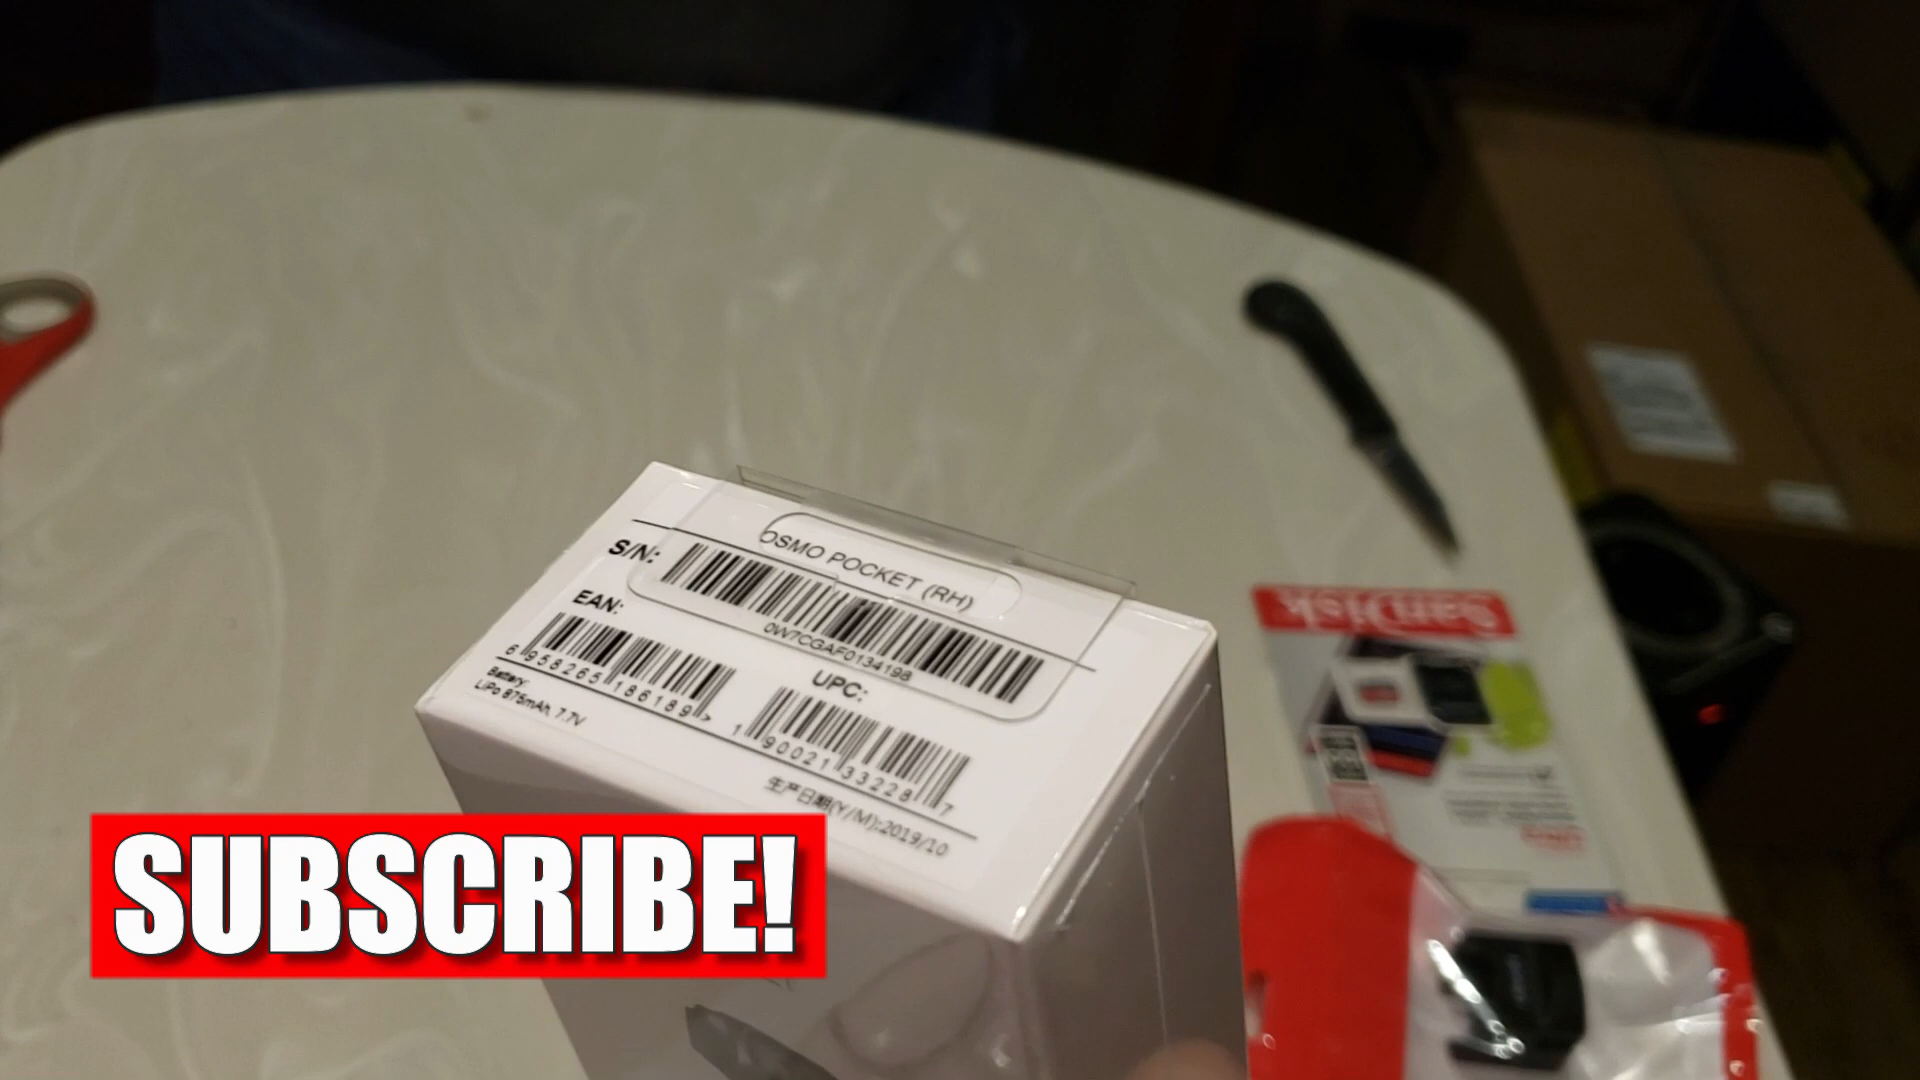 OSMO POCKET (RH)
S/N:
0W7CGAF0134198
EAN:
6 958265 186189 >
UPC:
1 90021 33228 7
Battery:
LiPo 875mAh, 7.7V
生产日期(Y/M):2019/10
SanDisk
SUBSCRIBE!